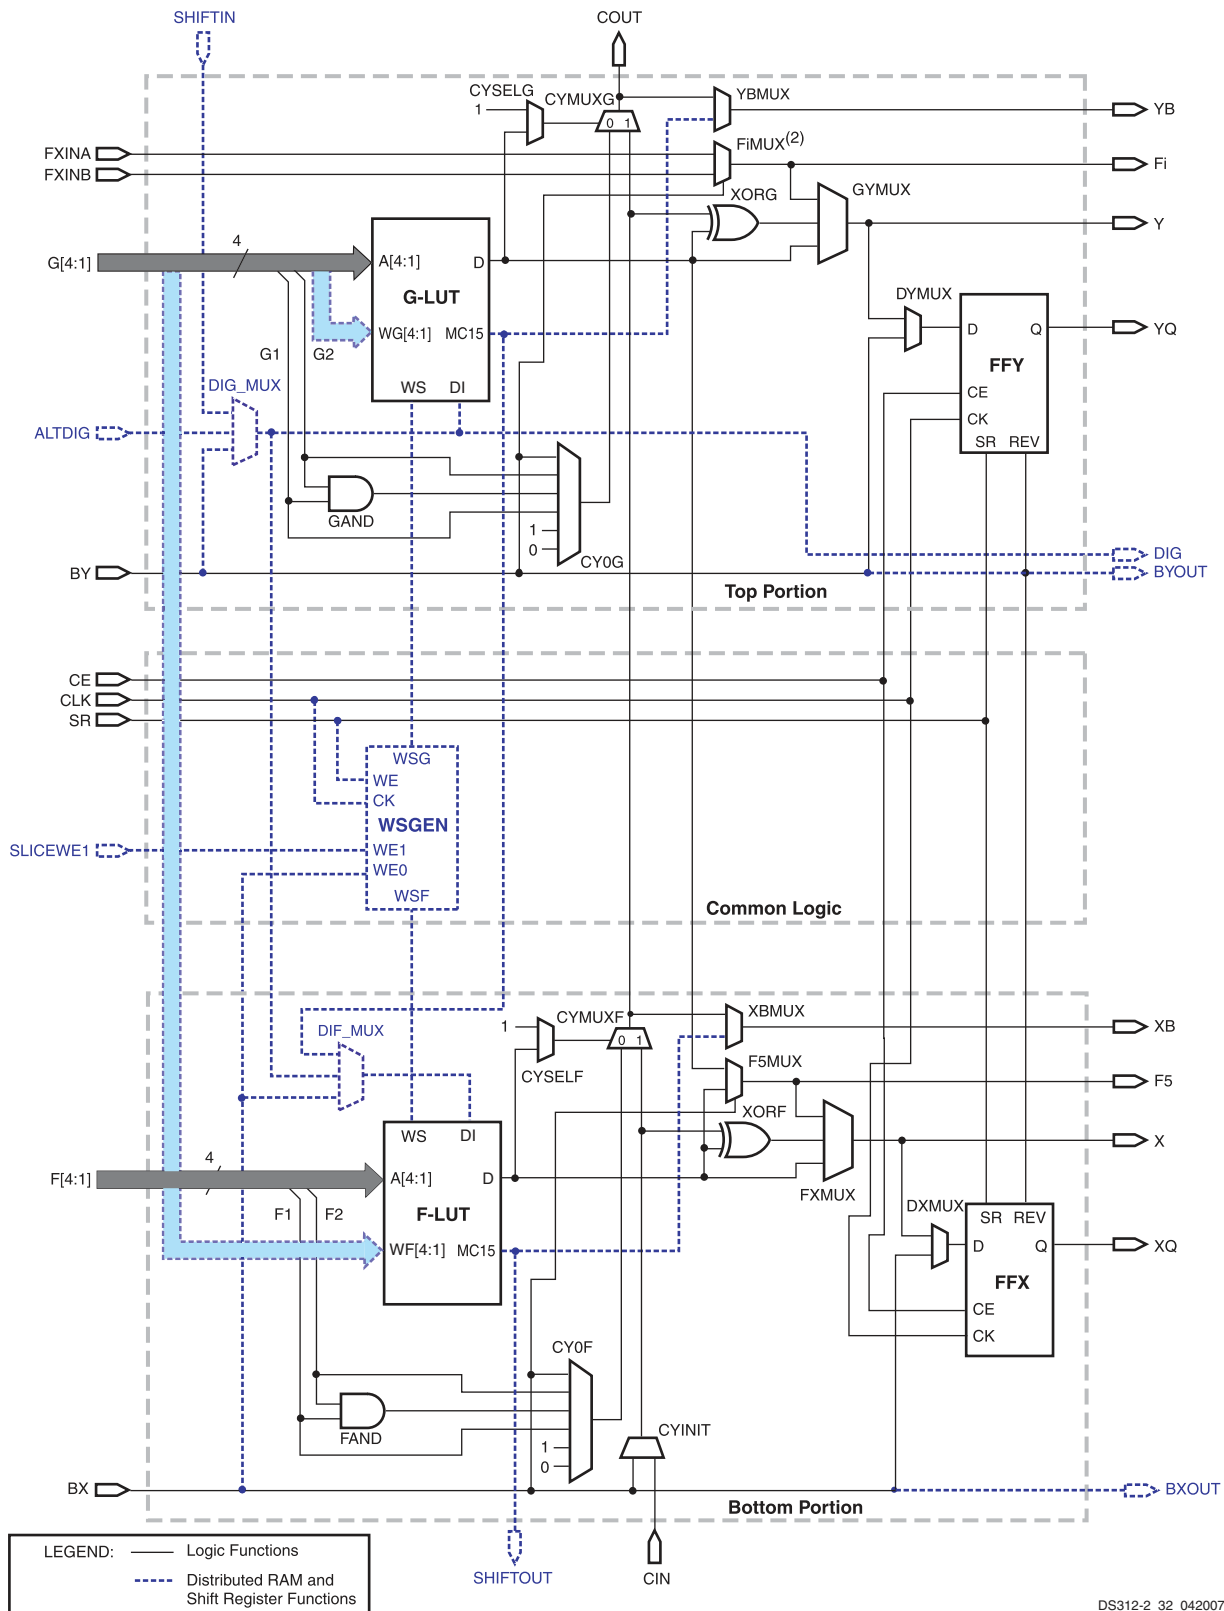 SHIFTIN
COUT
CYSELG
CYMUXG
YBMUX
1
0 1
YB
FXINA
FiMUX(2)
Fi
FXINB
XORG
GYMUX
Y
4
G[4:1]
A[4:1]
D
G-LUT
DYMUX
WG[4:1]
MC15
D
Q
YQ
G1
G2
FFY
DIG_MUX
WS
DI
CE
CK
ALTDIG
SR
REV
GAND
1
0
CY0G
DIG
BY
BYOUT
Top Portion
CE
CLK
SR
WSG
WE
CK
WSGEN
SLICEWE1
WE1
WE0
WSF
Common Logic
CYMUXF
XBMUX
1
DIF_MUX
0 1
XB
CYSELF
F5MUX
F5
XORF
WS
DI
X
4
F[4:1]
A[4:1]
D
FXMUX
F1
F2
F-LUT
DXMUX
SR
REV
WF[4:1]
MC15
D
Q
XQ
FFX
CE
CK
CY0F
FAND
1
0
CYINIT
BX
BXOUT
Bottom Portion
LEGEND:
Logic Functions
Distributed RAM and
Shift Register Functions
SHIFTOUT
CIN
DS312-2_32_042007